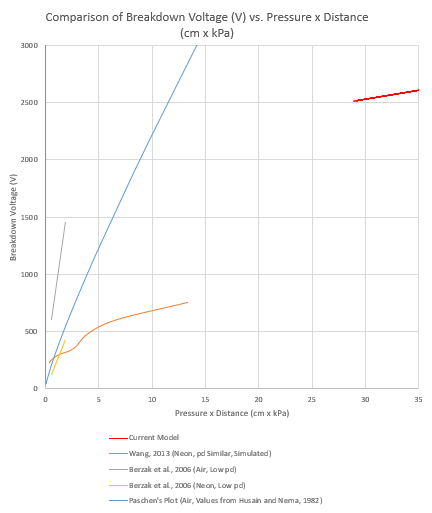 Comparison of Breakdown Voltage (V) vs. Pressure x Distance
(cm x kPa)
3000
2500
2000
1500
1000
500
0
Breakdown Voltage (V)
0 5 10 15 20 25 30 35
Pressure x Distance (cm x kPa)
Current Model
Wang, 2013 (Neon, pd Similar, Simulated)
Berzak et al., 2006 (Air, Low pd)
Berzak et al., 2006 (Neon, Low pd)
Paschen's Plot (Air, Values from Husain and Nema, 1982)